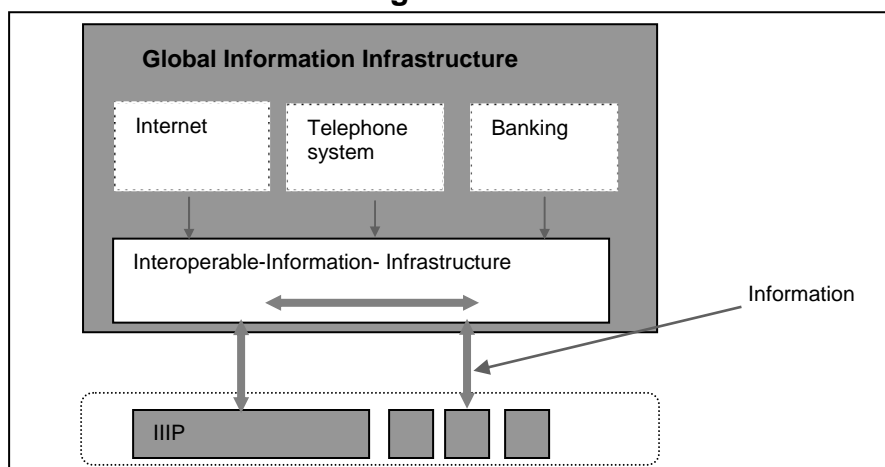 Global Information Infrastructure
Internet
Telephone
system
Banking
Interoperable-Information- Infrastructure
Information
IIIP